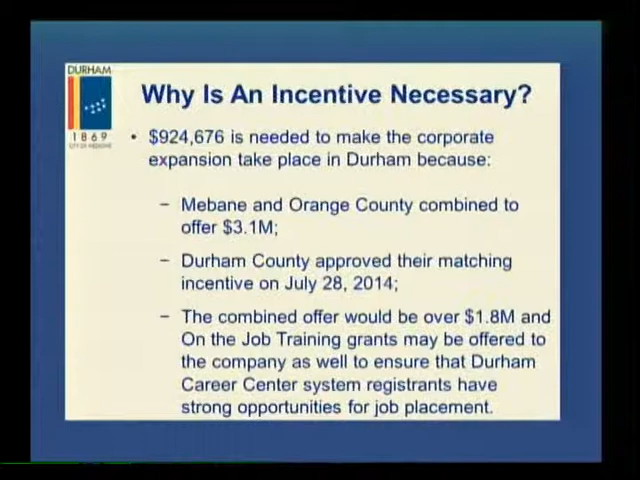 DURHAM
1869
CITY OF MEDICINE
Why Is An Incentive Necessary?
• $924,676 is needed to make the corporate
expansion take place in Durham because:
– Mebane and Orange County combined to
offer $3.1M;
– Durham County approved their matching
incentive on July 28, 2014;
– The combined offer would be over $1.8M and
On the Job Training grants may be offered to
the company as well to ensure that Durham
Career Center system registrants have
strong opportunities for job placement.